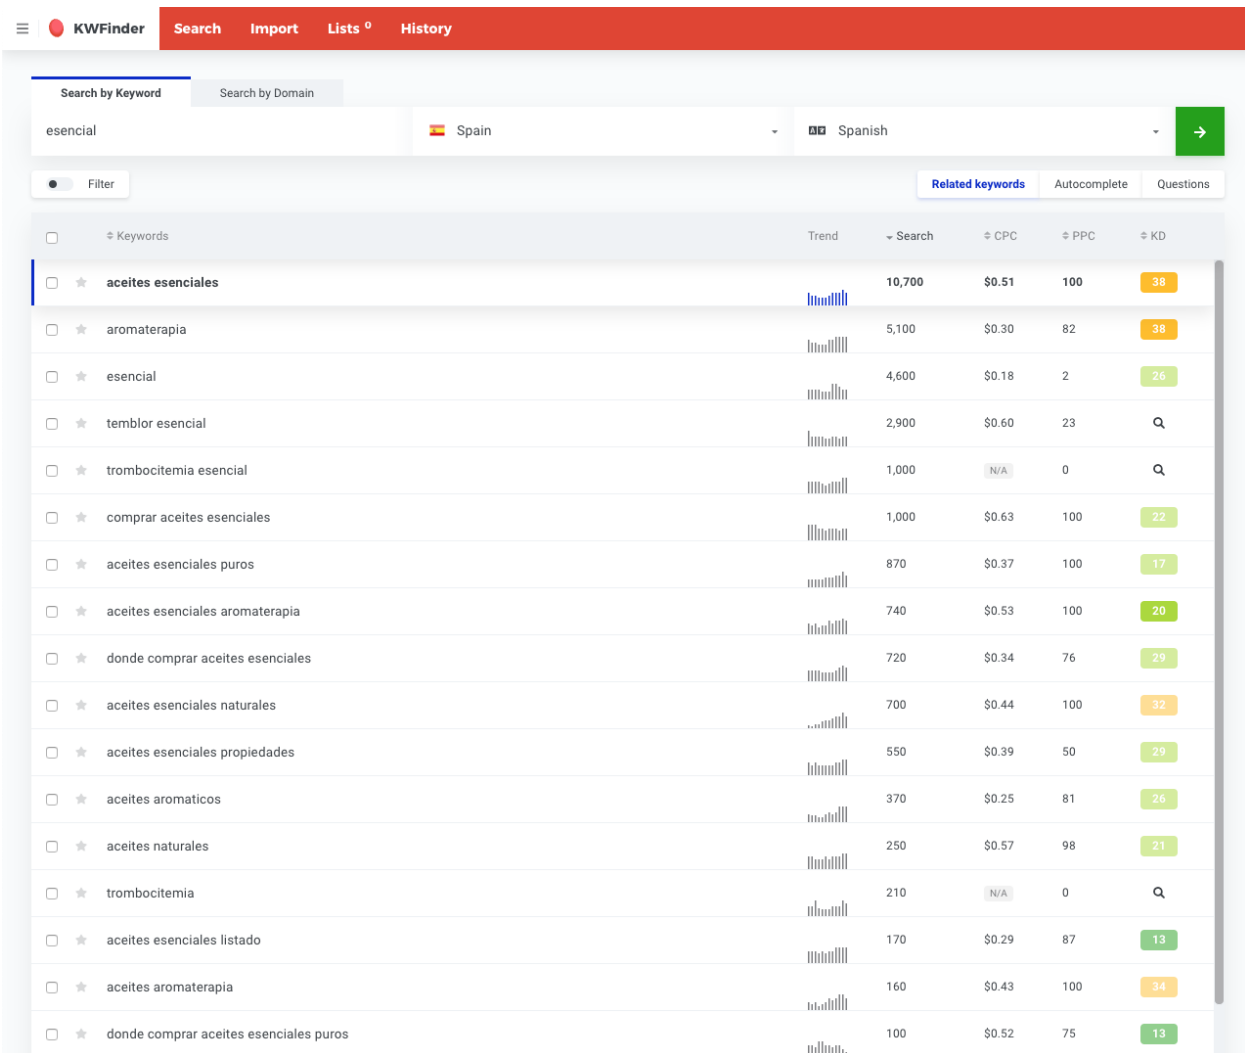 KWFinder Search Import Lists 0 History
Search by Keyword Search by Domain
esencial Spain Spanish
Filter Related keywords Autocomplete Questions
Keywords Trend Search CPC PPC KD
aceites esenciales 10,700 $0.51 100 38
aromaterapia 5,100 $0.30 82 38
esencial 4,600 $0.18 2 26
temblor esencial 2,900 $0.60 23
trombocitemia esencial 1,000 N/A 0
comprar aceites esenciales 1,000 $0.63 100 22
aceites esenciales puros 870 $0.37 100 17
aceites esenciales aromaterapia 740 $0.53 100 20
donde comprar aceites esenciales 720 $0.34 76 29
aceites esenciales naturales 700 $0.44 100 32
aceites esenciales propiedades 550 $0.39 50 29
aceites aromaticos 370 $0.25 81 26
aceites naturales 250 $0.57 98 21
trombocitemia 210 N/A 0
aceites esenciales listado 170 $0.29 87 13
aceites aromaterapia 160 $0.43 100 34
donde comprar aceites esenciales puros 100 $0.52 75 13